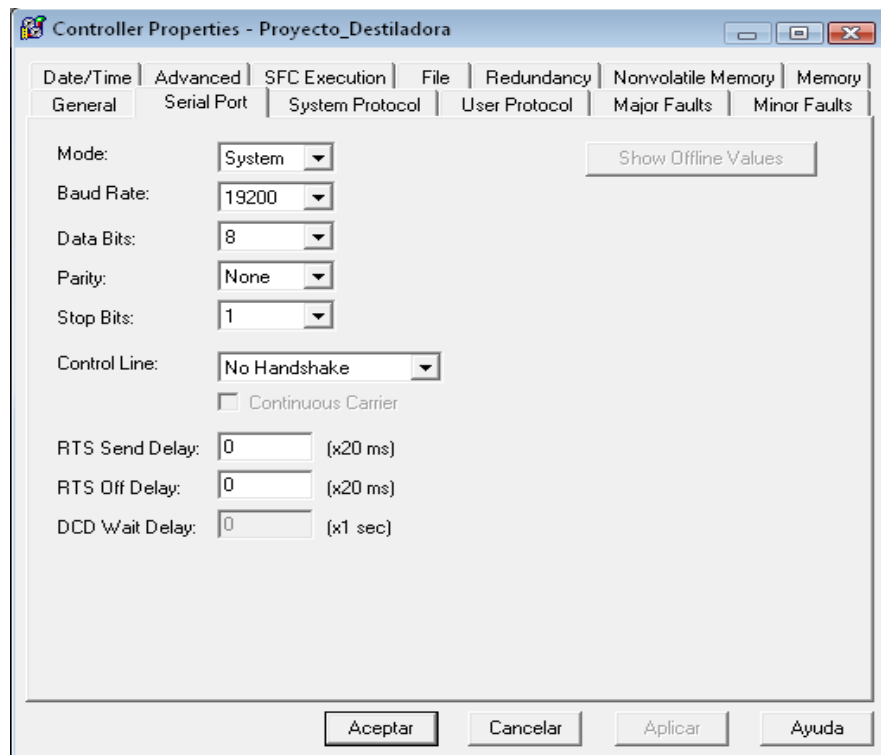 Controller Properties - Proyecto_Destiladora
Date/Time Advanced SFC Execution File Redundancy Nonvolatile Memory Memory
General Serial Port System Protocol User Protocol Major Faults Minor Faults
Mode: System Show Offline Values
Baud Rate: 19200
Data Bits: 8
Parity: None
Stop Bits: 1
Control Line: No Handshake
Continuous Carrier
RTS Send Delay: 0 (x20 ms)
RTS Off Delay: 0 (x20 ms)
DCD Wait Delay: 0 (x1 sec)
Aceptar Cancelar Aplicar Ayuda